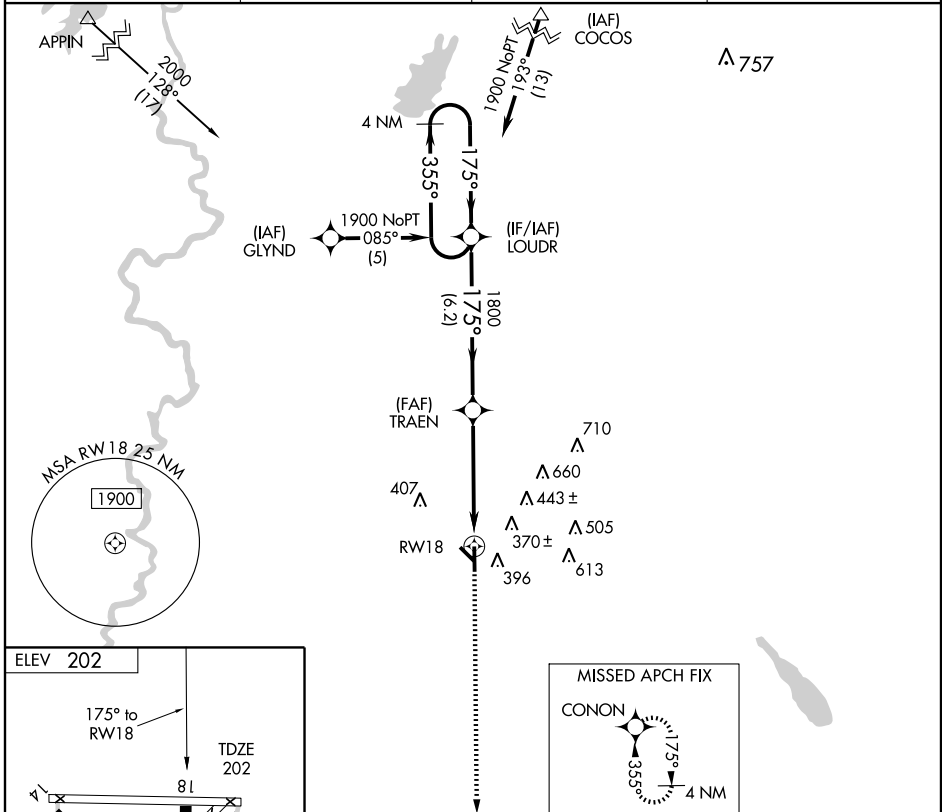 APPIN
2000
128°
(17)
(IAF)
COCOS
1900 NoPT
193°
(13)
757
4 NM
355°
175°
(IAF)
GLYND
1900 NoPT
085°
(5)
(IF/IAF)
LOUDR
1800
175°
(6.2)
(FAF)
TRAEN
710
660
443 ±
407
505
370 ±
RW18
396
613
MSA RW18 25 NM
1900
ELEV 202
175° to
RW18
TDZE
202
14
18
MISSED APCH FIX
CONON
175°
355°
4 NM